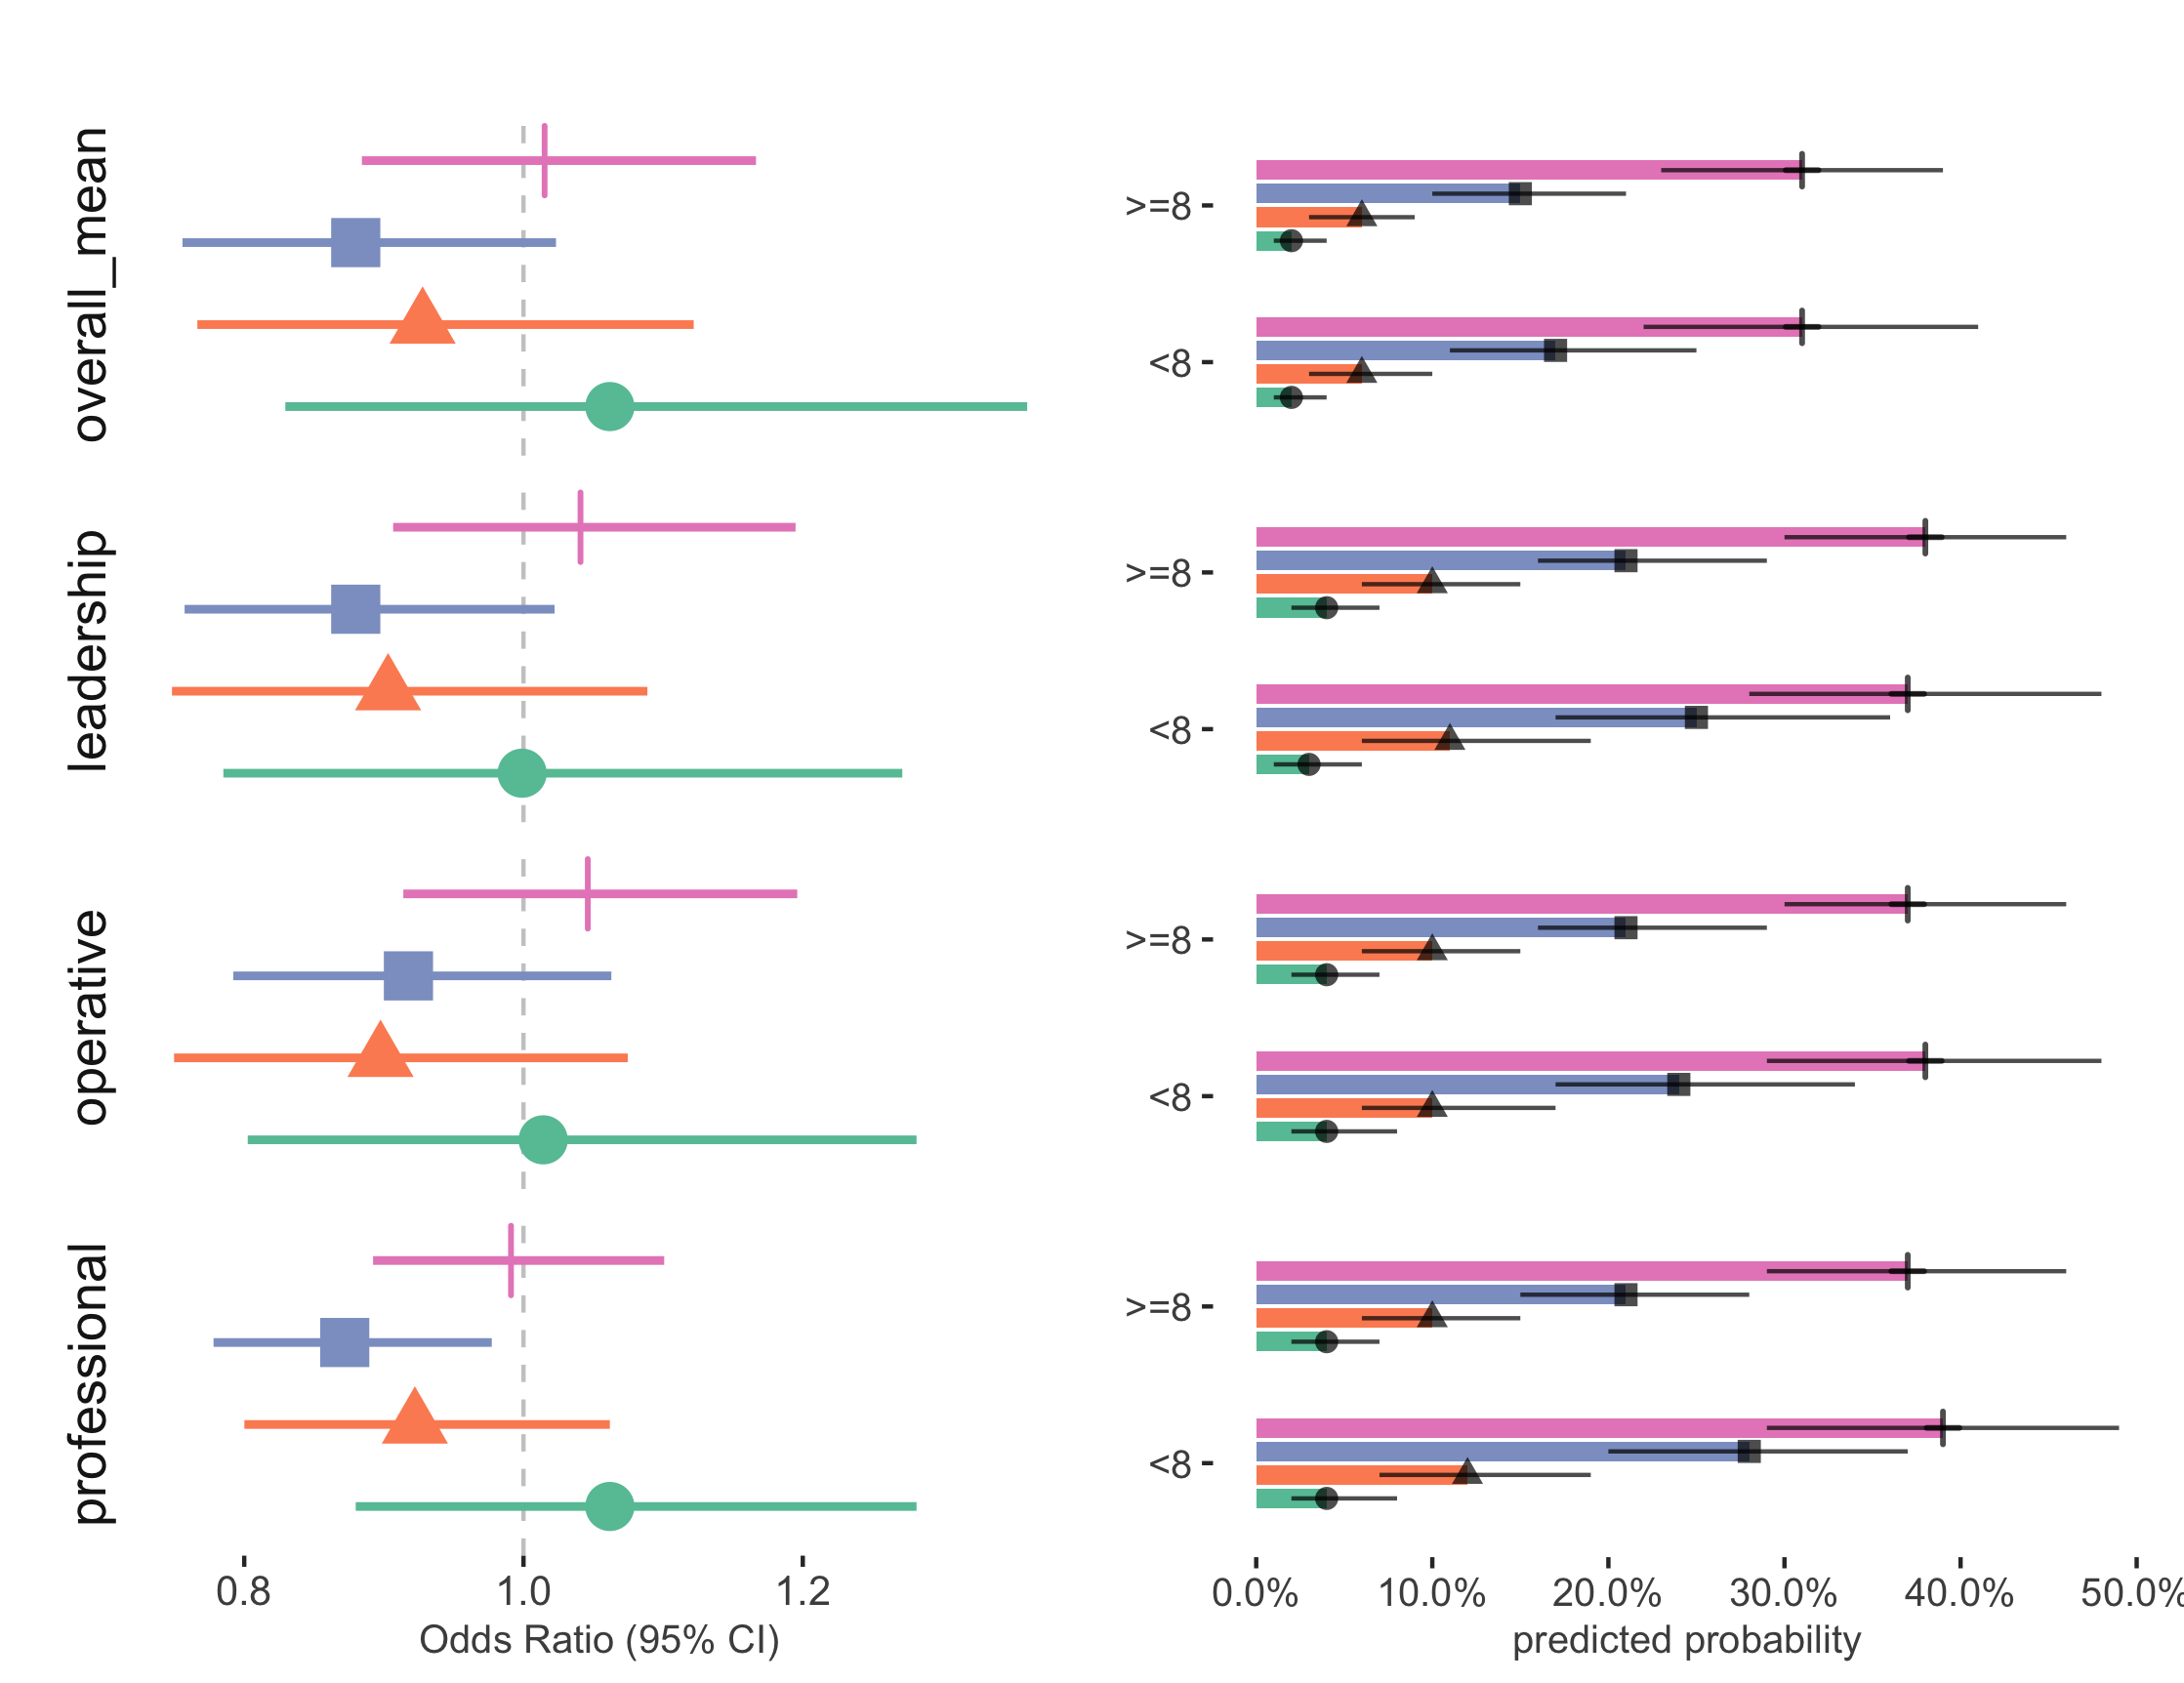 overall_mean
leadership
operative
professional
0.8 1.0 1.2
Odds Ratio (95% CI)
>=8
<8
>=8
<8
>=8
<8
>=8
<8
0.0% 10.0% 20.0% 30.0% 40.0% 50.0%
predicted probability